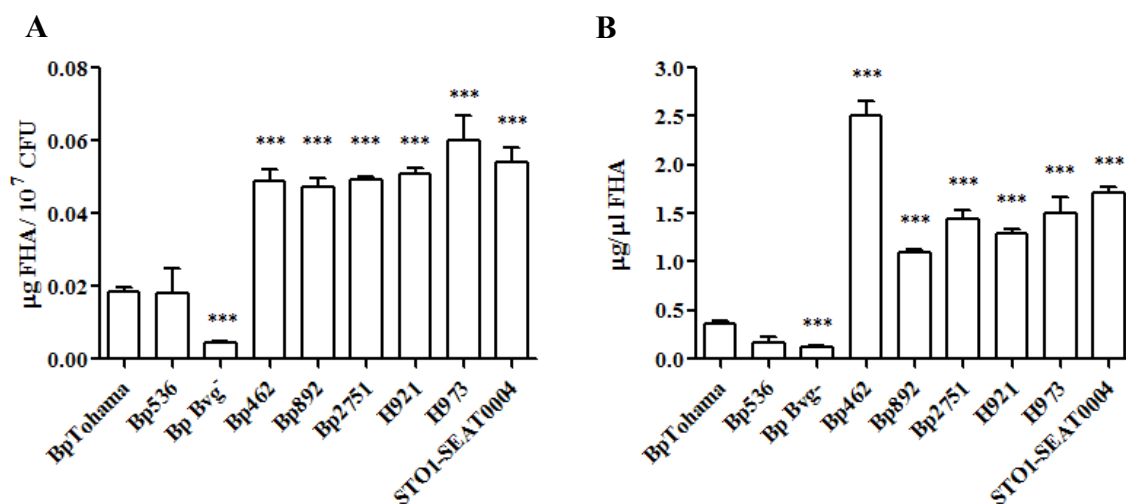 A
µg FHA/ 10⁷ CFU
0.08
0.06
0.04
0.02
0.00
***
***
***
***
***
***
***
BpTohama
Bp536
Bp Bvg⁻
Bp462
Bp892
Bp2751
H921
H973
STO1-SEAT0004
B
µg/µl FHA
3.0
2.5
2.0
1.5
1.0
0.5
0.0
***
***
***
***
***
***
***
BpTohama
Bp536
Bp Bvg-
Bp462
Bp892
Bp2751
H921
H973
STO1-SEAT0004